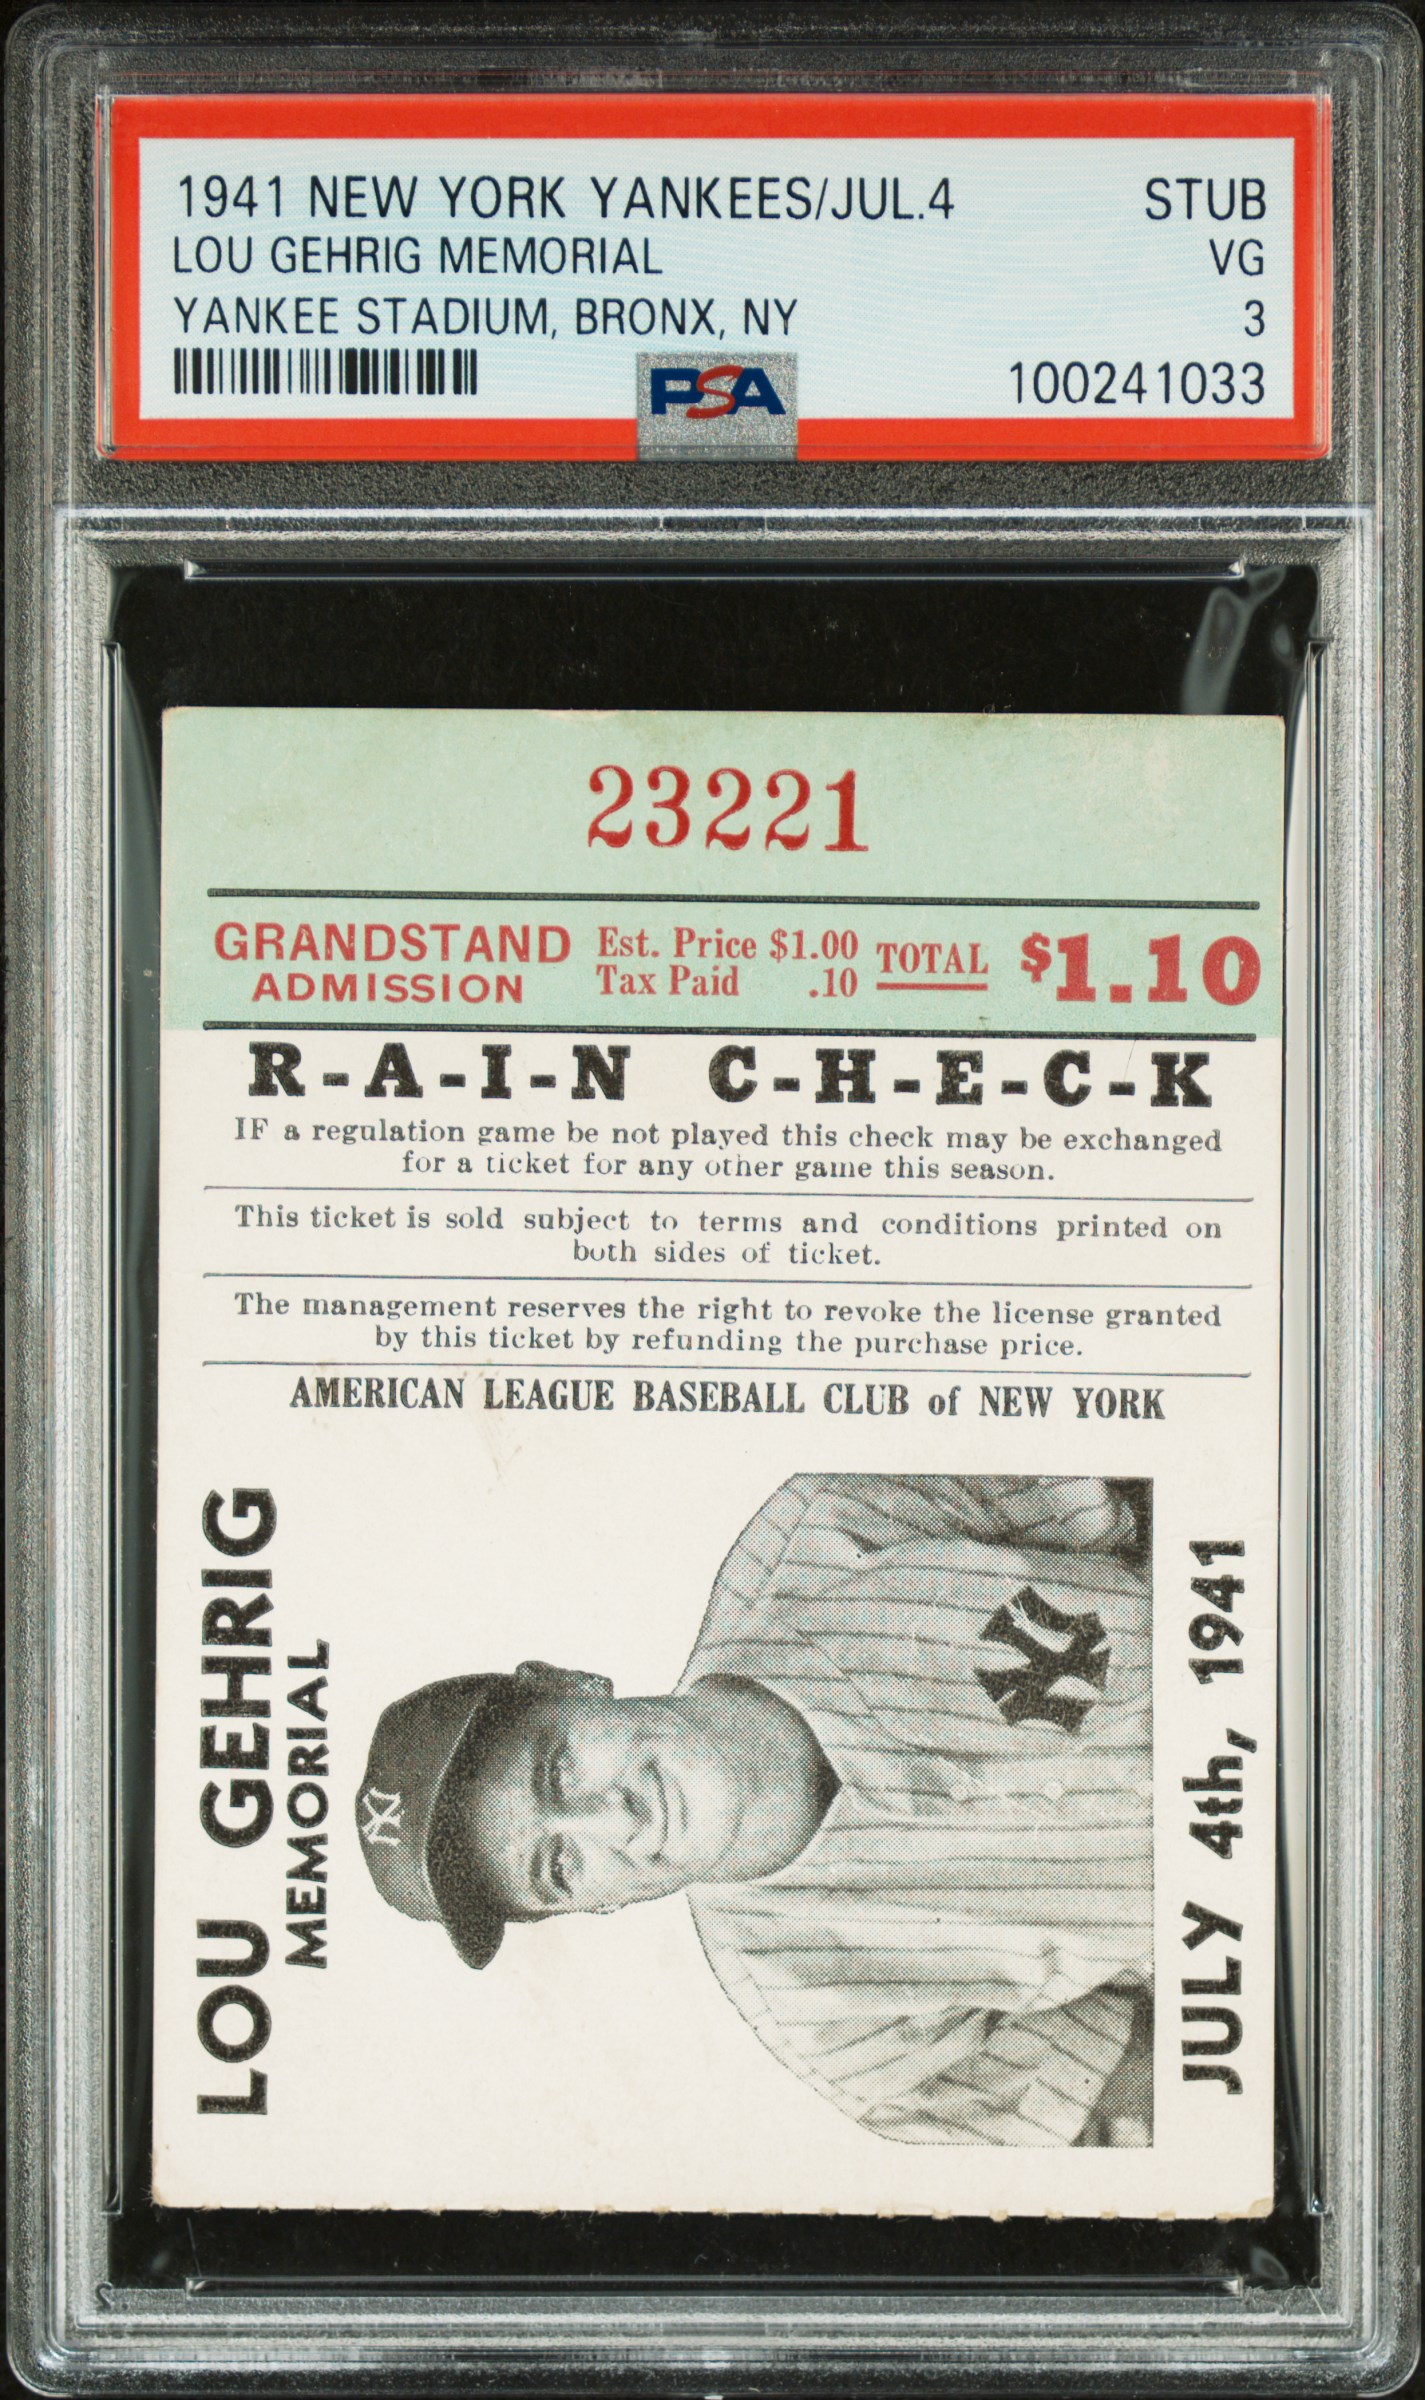 1941 NEW YORK YANKEES/JUL.4 STUB
LOU GEHRIG MEMORIAL VG
YANKEE STADIUM, BRONX, NY 3
PSA 100241033
23221
GRANDSTAND ADMISSION
Est. Price $1.00
Tax Paid .10
TOTAL $1.10
R-A-I-N C-H-E-C-K
IF a regulation game be not played this check may be exchanged
for a ticket for any other game this season.
This ticket is sold subject to terms and conditions printed on
both sides of ticket.
The management reserves the right to revoke the license granted
by this ticket by refunding the purchase price.
AMERICAN LEAGUE BASEBALL CLUB of NEW YORK
LOU GEHRIG
MEMORIAL
NY
NY
JULY 4th, 1941